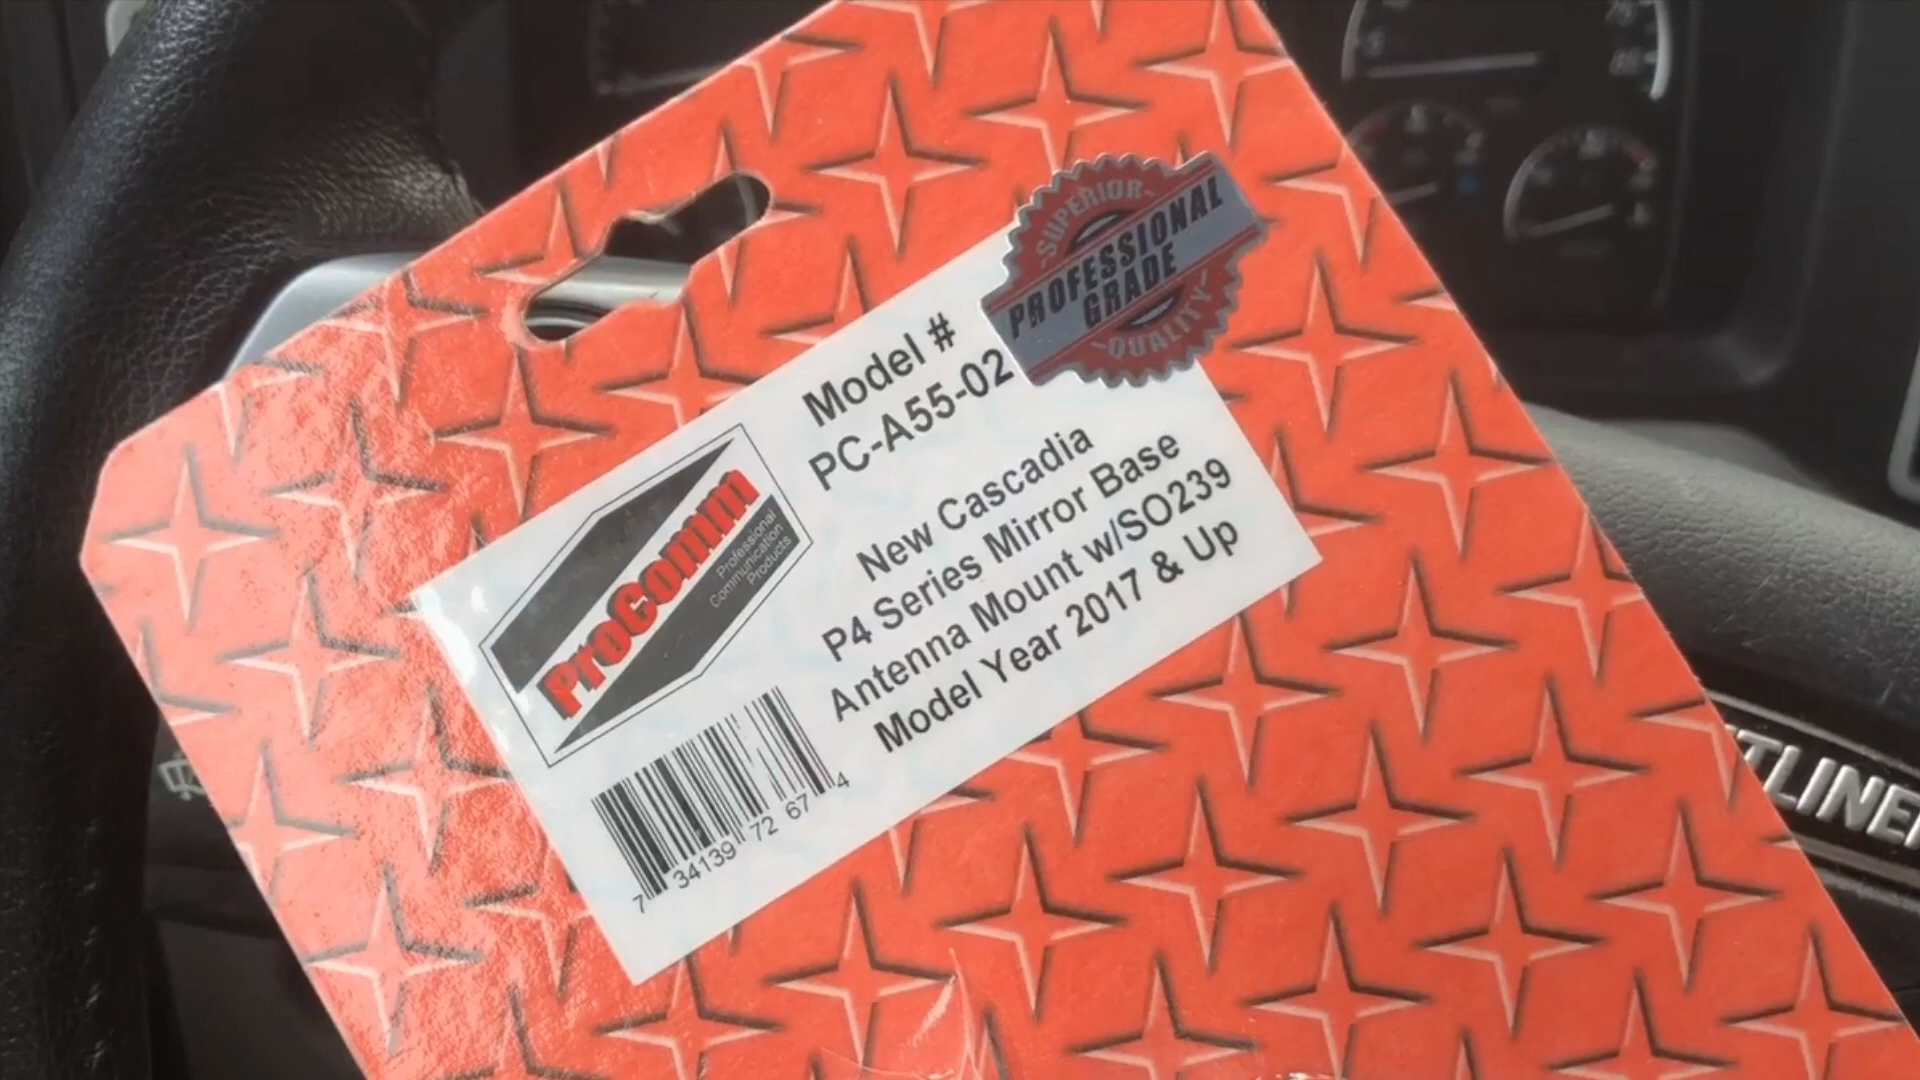 SUPERIOR
PROFESSIONAL
GRADE
QUALITY
Model #
PC-A55-02
New Cascadia
P4 Series Mirror Base
Antenna Mount w/SO239
Model Year 2017 & Up
ProComm
Professional
Communication
Products
7 34139 72 67 4
TLINER